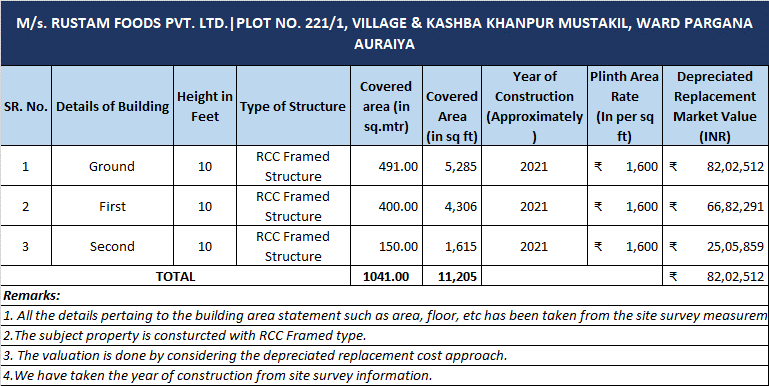 M/s. RUSTAM FOODS PVT. LTD.|PLOT NO. 221/1, VILLAGE & KASHBA KHANPUR MUSTAKIL, WARD PARGANA
AURAIYA
SR. No. Details of Building Height in Feet Type of Structure Covered area (in sq.mtr) Covered Area (in sq ft) Year of Construction (Approximately) Plinth Area Rate (In per sq ft) Depreciated Replacement Market Value (INR)
1 Ground 10 RCC Framed Structure 491.00 5,285 2021 ₹ 1,600 ₹ 82,02,512
2 First 10 RCC Framed Structure 400.00 4,306 2021 ₹ 1,600 ₹ 66,82,291
3 Second 10 RCC Framed Structure 150.00 1,615 2021 ₹ 1,600 ₹ 25,05,859
TOTAL 1041.00 11,205 ₹ 82,02,512
Remarks:
1. All the details pertaing to the building area statement such as area, floor, etc has been taken from the site survey measurem
2.The subject property is consturcted with RCC Framed type.
3. The valuation is done by considering the depreciated replacement cost approach.
4.We have taken the year of construction from site survey information.